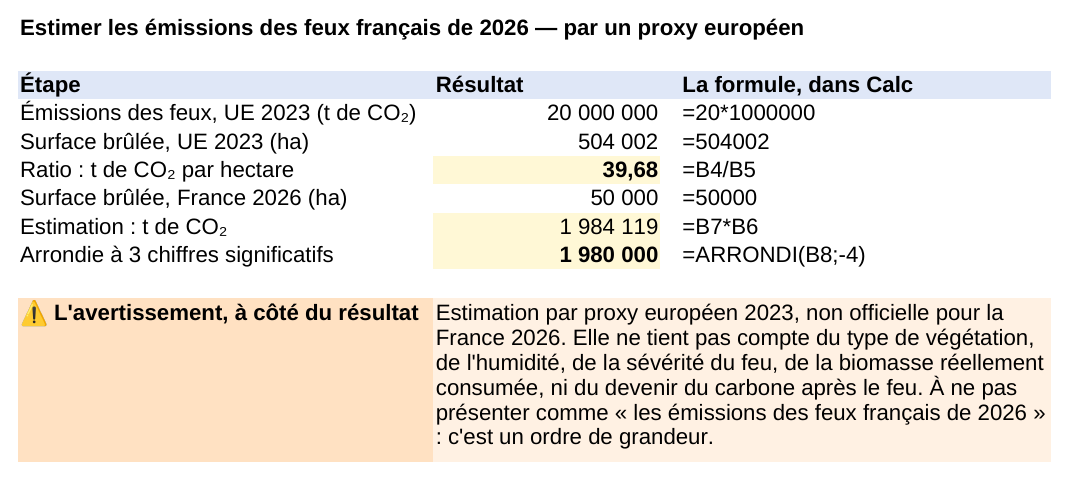 Estimer les émissions des feux français de 2026 — par un proxy européen
Étape Résultat La formule, dans Calc
Émissions des feux, UE 2023 (t de CO₂) 20 000 000 =20*1000000
Surface brûlée, UE 2023 (ha) 504 002 =504002
Ratio : t de CO₂ par hectare 39,68 =B4/B5
Surface brûlée, France 2026 (ha) 50 000 =50000
Estimation : t de CO₂ 1 984 119 =B7*B6
Arrondie à 3 chiffres significatifs 1 980 000 =ARRONDI(B8;-4)
⚠️ L'avertissement, à côté du résultat
Estimation par proxy européen 2023, non officielle pour la
France 2026. Elle ne tient pas compte du type de végétation,
de l'humidité, de la sévérité du feu, de la biomasse réellement
consumée, ni du devenir du carbone après le feu. À ne pas
présenter comme « les émissions des feux français de 2026 »
: c'est un ordre de grandeur.